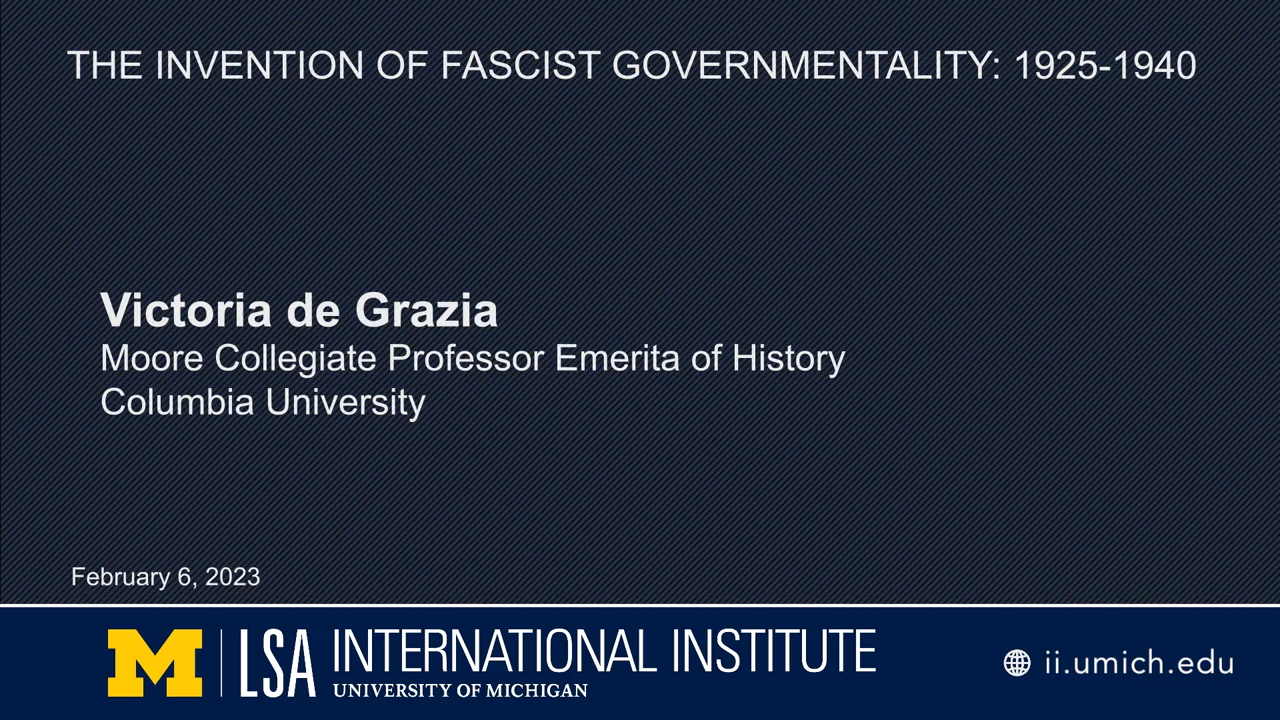 THE INVENTION OF FASCIST GOVERNMENTALITY: 1925-1940
Victoria de Grazia
Moore Collegiate Professor Emerita of History
Columbia University
February 6, 2023
M LSA INTERNATIONAL INSTITUTE
UNIVERSITY OF MICHIGAN
ii.umich.edu